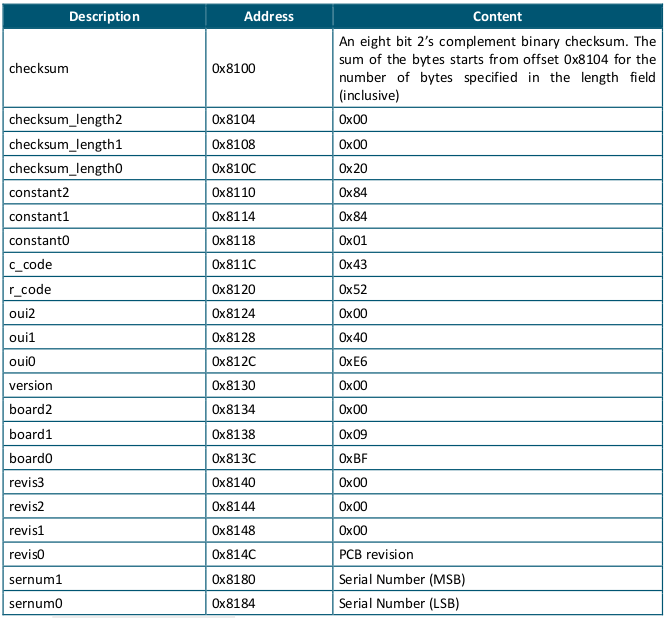 Description Address Content
checksum 0x8100 An eight bit 2’s complement binary checksum. The
sum of the bytes starts from offset 0x8104 for the
number of bytes specified in the length field
(inclusive)
checksum_length2 0x8104 0x00
checksum_length1 0x8108 0x00
checksum_length0 0x810C 0x20
constant2 0x8110 0x84
constant1 0x8114 0x84
constant0 0x8118 0x01
c_code 0x811C 0x43
r_code 0x8120 0x52
oui2 0x8124 0x00
oui1 0x8128 0x40
oui0 0x812C 0xE6
version 0x8130 0x00
board2 0x8134 0x00
board1 0x8138 0x09
board0 0x813C 0xBF
revis3 0x8140 0x00
revis2 0x8144 0x00
revis1 0x8148 0x00
revis0 0x814C PCB revision
sernum1 0x8180 Serial Number (MSB)
sernum0 0x8184 Serial Number (LSB)